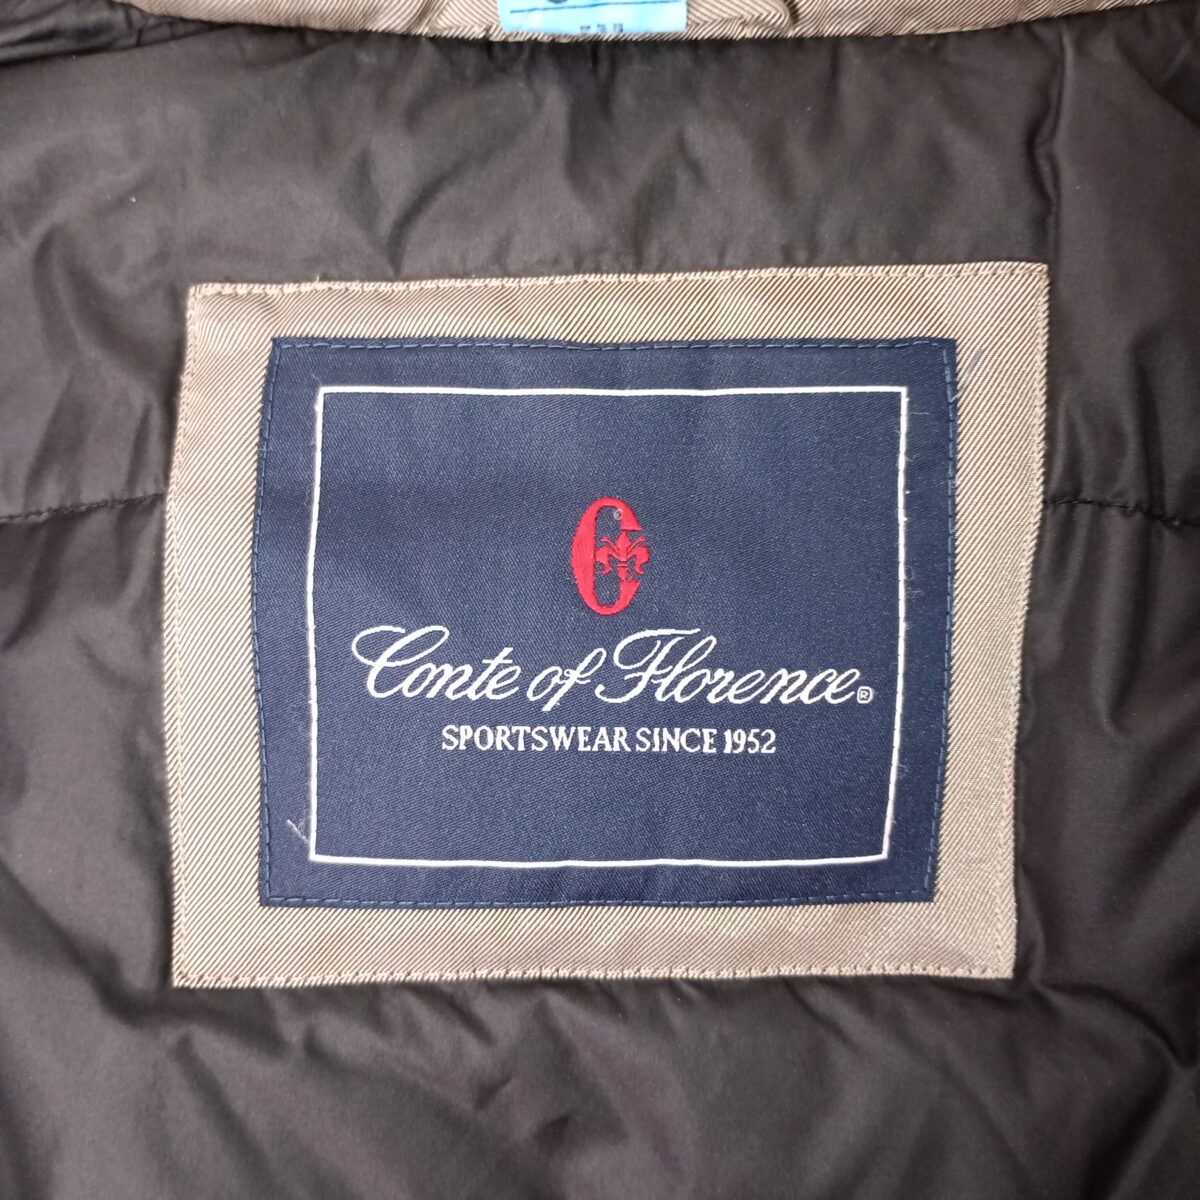 Conte of Florence®
SPORTSWEAR SINCE 1952